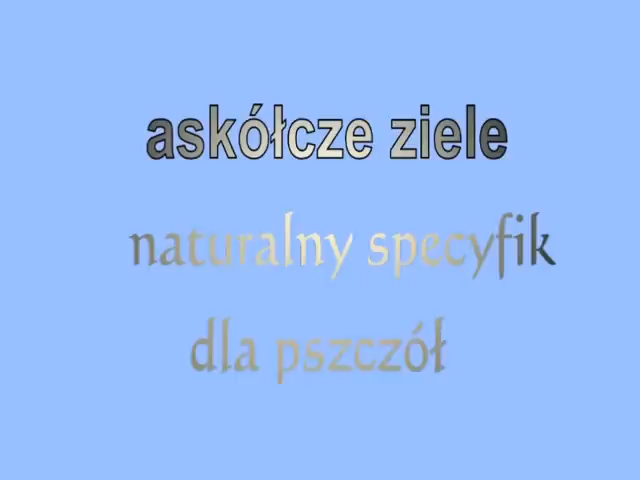 askółcze ziele
naturalny specyfik
dla pszczół